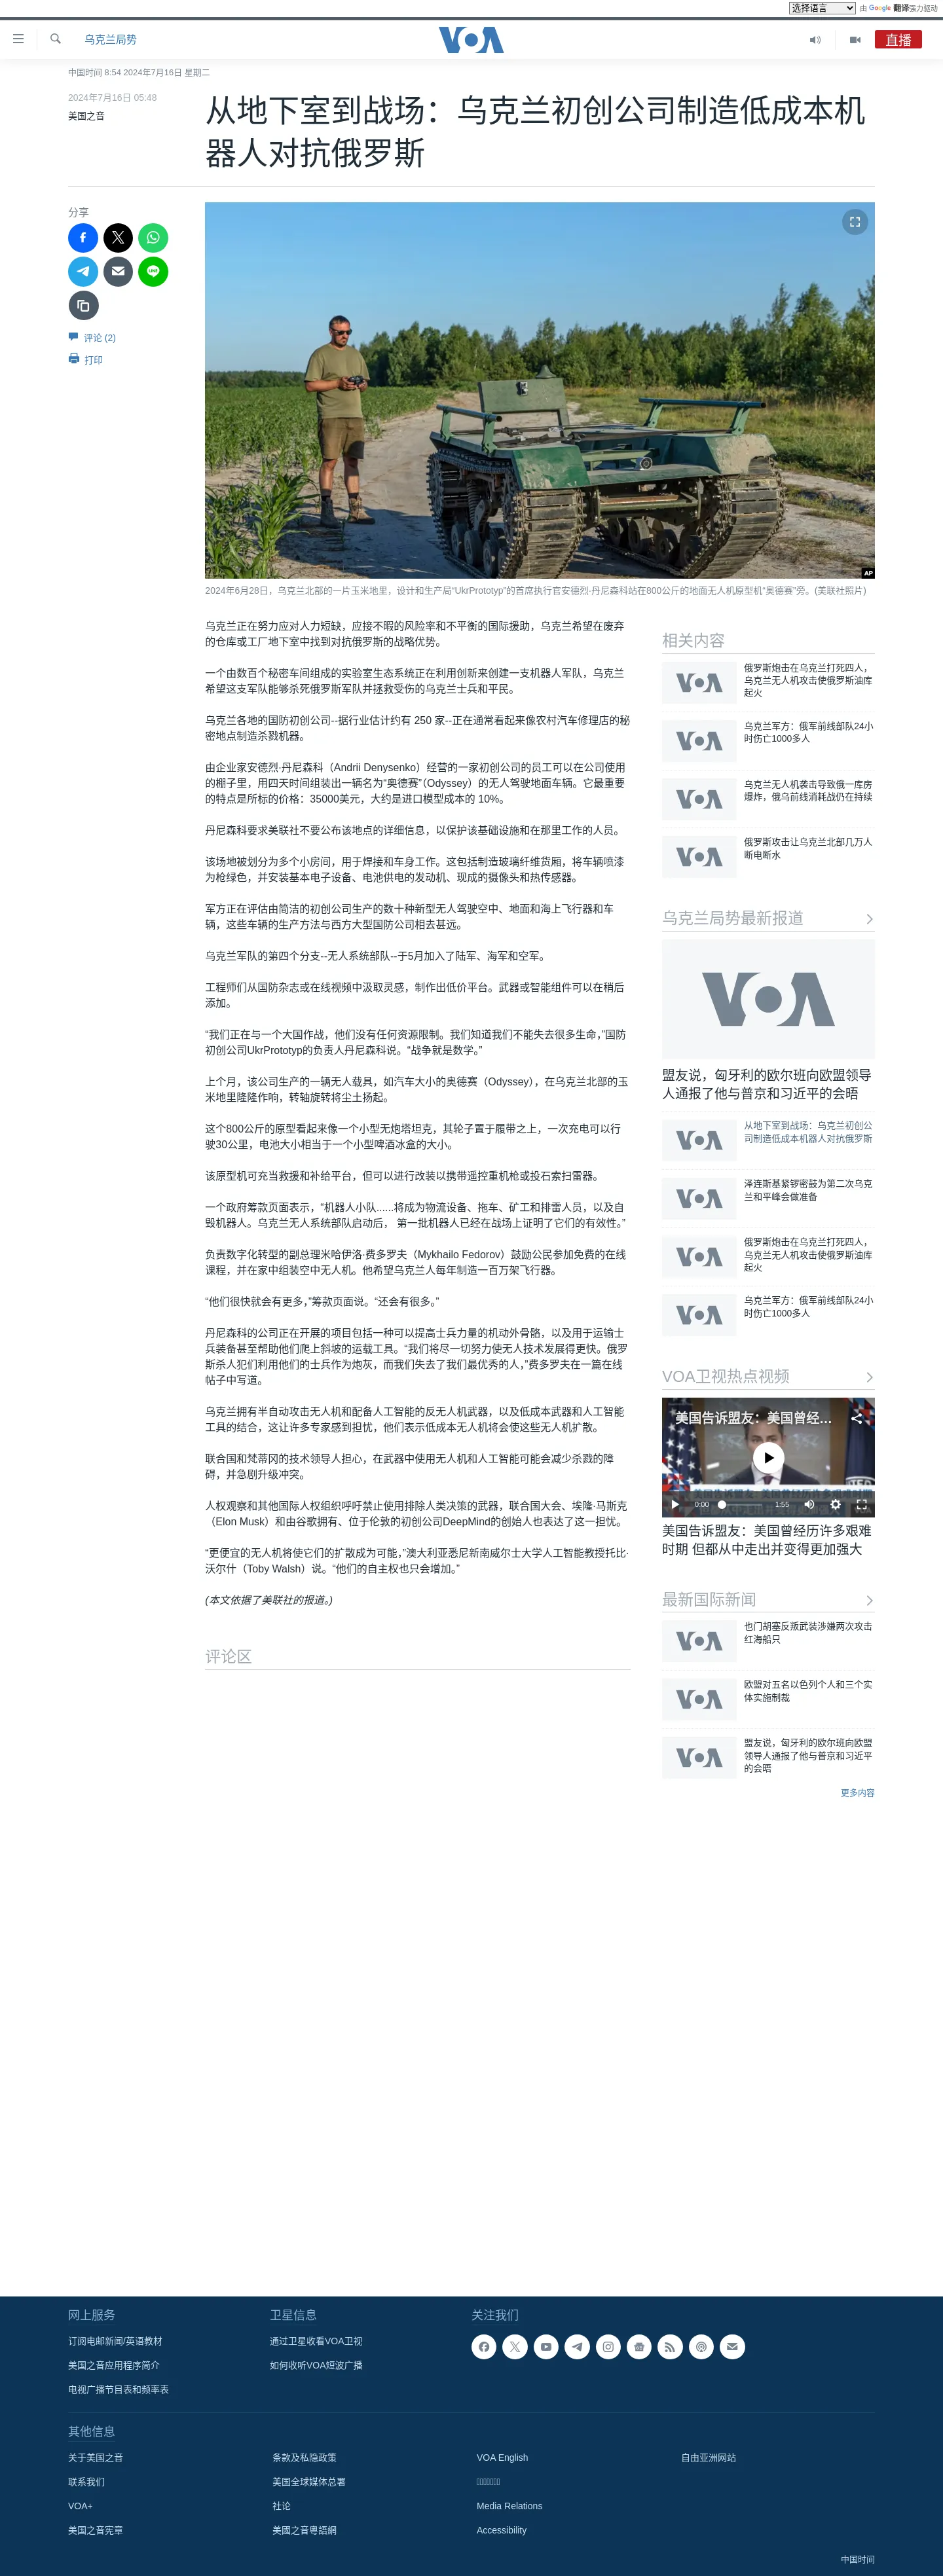 选择语言
由 Google 翻译强力驱动
乌克兰局势
VOA
直播
中国时间 8:54 2024年7月16日 星期二
2024年7月16日 05:48
美国之音
从地下室到战场：乌克兰初创公司制造低成本机
器人对抗俄罗斯
分享
评论 (2)
打印
AP
2024年6月28日，乌克兰北部的一片玉米地里，设计和生产局“UkrPrototyp”的首席执行官安德烈·丹尼森科站在800公斤的地面无人机原型机“奥德赛”旁。(美联社照片)
乌克兰正在努力应对人力短缺，应接不暇的风险率和不平衡的国际援助，乌克兰希望在废弃
的仓库或工厂地下室中找到对抗俄罗斯的战略优势。
一个由数百个秘密车间组成的实验室生态系统正在利用创新来创建一支机器人军队，乌克兰
希望这支军队能够杀死俄罗斯军队并拯救受伤的乌克兰士兵和平民。
乌克兰各地的国防初创公司--据行业估计约有 250 家--正在通常看起来像农村汽车修理店的秘
密地点制造杀戮机器。
由企业家安德烈·丹尼森科（Andrii Denysenko）经营的一家初创公司的员工可以在公司使用
的棚子里，用四天时间组装出一辆名为“奥德赛”（Odyssey）的无人驾驶地面车辆。它最重要
的特点是所标的价格：35000美元，大约是进口模型成本的 10%。
丹尼森科要求美联社不要公布该地点的详细信息，以保护该基础设施和在那里工作的人员。
该场地被划分为多个小房间，用于焊接和车身工作。这包括制造玻璃纤维货厢，将车辆喷漆
为枪绿色，并安装基本电子设备、电池供电的发动机、现成的摄像头和热传感器。
军方正在评估由简洁的初创公司生产的数十种新型无人驾驶空中、地面和海上飞行器和车
辆，这些车辆的生产方法与西方大型国防公司相去甚远。
乌克兰军队的第四个分支--无人系统部队--于5月加入了陆军、海军和空军。
工程师们从国防杂志或在线视频中汲取灵感，制作出低价平台。武器或智能组件可以在稍后
添加。
“我们正在与一个大国作战，他们没有任何资源限制。我们知道我们不能失去很多生命，”国防
初创公司UkrPrototyp的负责人丹尼森科说。“战争就是数学。”
上个月，该公司生产的一辆无人载具，如汽车大小的奥德赛（Odyssey），在乌克兰北部的玉
米地里隆隆作响，转轴旋转将尘土扬起。
这个800公斤的原型看起来像一个小型无炮塔坦克，其轮子置于履带之上，一次充电可以行
驶30公里，电池大小相当于一个小型啤酒冰盒的大小。
该原型机可充当救援和补给平台，但可以进行改装以携带遥控重机枪或投石索扫雷器。
一个政府筹款页面表示，“机器人小队......将成为物流设备、拖车、矿工和排雷人员，以及自
毁机器人。乌克兰无人系统部队启动后， 第一批机器人已经在战场上证明了它们的有效性。”
负责数字化转型的副总理米哈伊洛·费多罗夫（Mykhailo Fedorov）鼓励公民参加免费的在线
课程，并在家中组装空中无人机。他希望乌克兰人每年制造一百万架飞行器。
“他们很快就会有更多，”筹款页面说。“还会有很多。”
丹尼森科的公司正在开展的项目包括一种可以提高士兵力量的机动外骨骼，以及用于运输士
兵装备甚至帮助他们爬上斜坡的运载工具。“我们将尽一切努力使无人技术发展得更快。俄罗
斯杀人犯们利用他们的士兵作为炮灰，而我们失去了我们最优秀的人，”费多罗夫在一篇在线
帖子中写道。
乌克兰拥有半自动攻击无人机和配备人工智能的反无人机武器，以及低成本武器和人工智能
工具的结合，这让许多专家感到担忧，他们表示低成本无人机将会使这些无人机扩散。
联合国和梵蒂冈的技术领导人担心，在武器中使用无人机和人工智能可能会减少杀戮的障
碍，并急剧升级冲突。
人权观察和其他国际人权组织呼吁禁止使用排除人类决策的武器，联合国大会、埃隆·马斯克
（Elon Musk）和由谷歌拥有、位于伦敦的初创公司DeepMind的创始人也表达了这一担忧。
“更便宜的无人机将使它们的扩散成为可能，”澳大利亚悉尼新南威尔士大学人工智能教授托比·
沃尔什（Toby Walsh）说。“他们的自主权也只会增加。”
(本文依据了美联社的报道。)
评论区
相关内容
俄罗斯炮击在乌克兰打死四人，
乌克兰无人机攻击使俄罗斯油库
起火
乌克兰军方：俄军前线部队24小
时伤亡1000多人
乌克兰无人机袭击导致俄一库房
爆炸，俄乌前线消耗战仍在持续
俄罗斯攻击让乌克兰北部几万人
断电断水
乌克兰局势最新报道
盟友说，匈牙利的欧尔班向欧盟领导
人通报了他与普京和习近平的会晤
从地下室到战场：乌克兰初创公
司制造低成本机器人对抗俄罗斯
泽连斯基紧锣密鼓为第二次乌克
兰和平峰会做准备
俄罗斯炮击在乌克兰打死四人，
乌克兰无人机攻击使俄罗斯油库
起火
乌克兰军方：俄军前线部队24小
时伤亡1000多人
VOA卫视热点视频
美国告诉盟友：美国曾经...
0:00
1:55
美国告诉盟友：美国曾经历许多艰难
时期 但都从中走出并变得更加强大
最新国际新闻
也门胡塞反叛武装涉嫌两次攻击
红海船只
欧盟对五名以色列个人和三个实
体实施制裁
盟友说，匈牙利的欧尔班向欧盟
领导人通报了他与普京和习近平
的会晤
更多内容
网上服务
订阅电邮新闻/英语教材
美国之音应用程序简介
电视广播节目表和频率表
卫星信息
通过卫星收看VOA卫视
如何收听VOA短波广播
关注我们
其他信息
关于美国之音
联系我们
VOA+
美国之音宪章
条款及私隐政策
美国全球媒体总署
社论
美國之音粵語網
VOA English
Media Relations
Accessibility
自由亚洲网站
中国时间